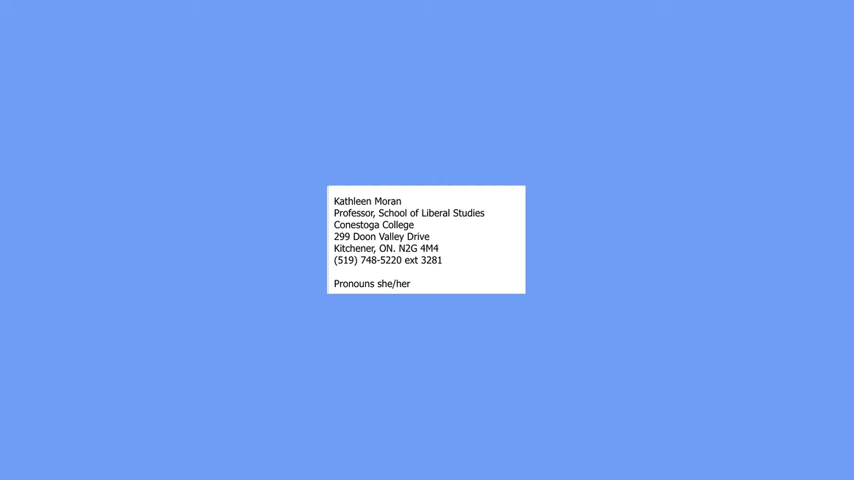 Kathleen Moran
Professor, School of Liberal Studies
Conestoga College
299 Doon Valley Drive
Kitchener, ON. N2G 4M4
(519) 748-5220 ext 3281
Pronouns she/her